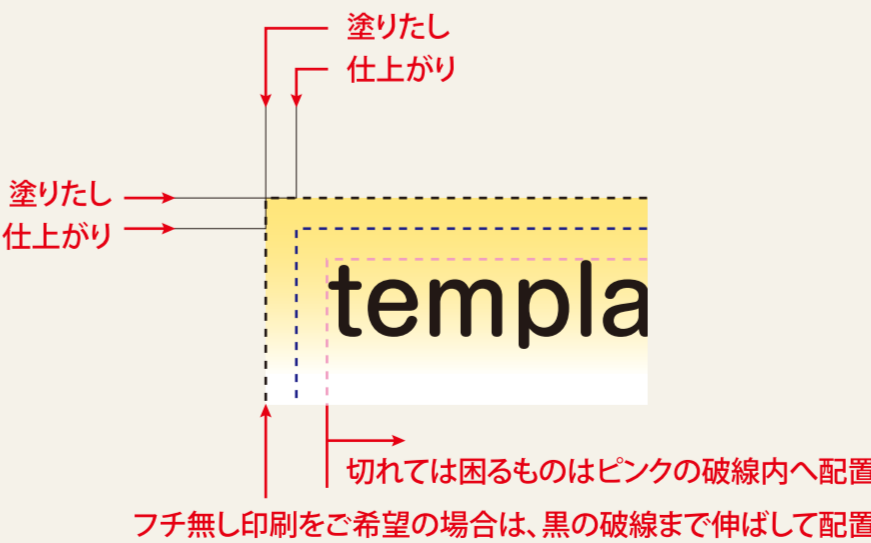 塗りたし
仕上がり
塗りたし
仕上がり
templa
切れては困るものはピンクの破線内へ配置
フチ無し印刷をご希望の場合は、黒の破線まで伸ばして配置